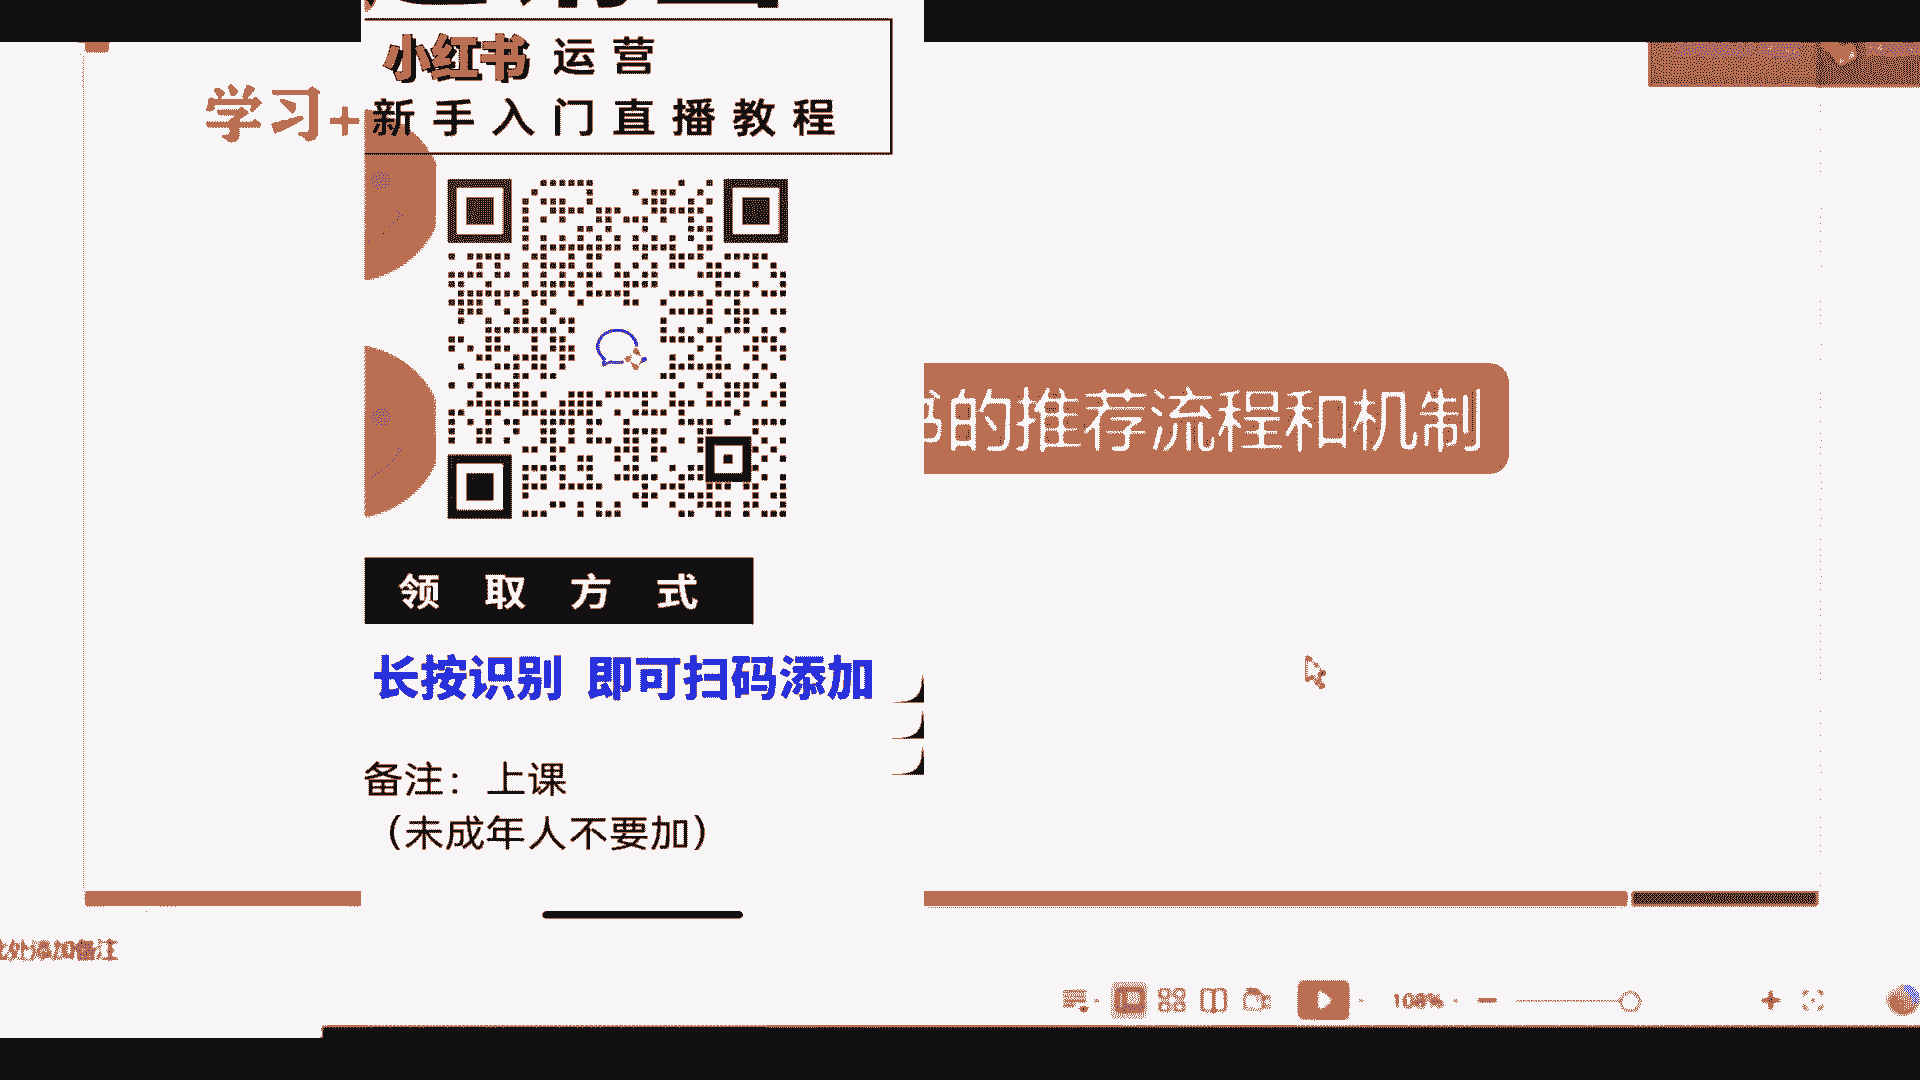 小红书 运营
学习+
新手入门直播教程
的推荐流程和机制
领取方式
长按识别 即可扫码添加
备注：上课
（未成年人不要加）
处添加备注
108%